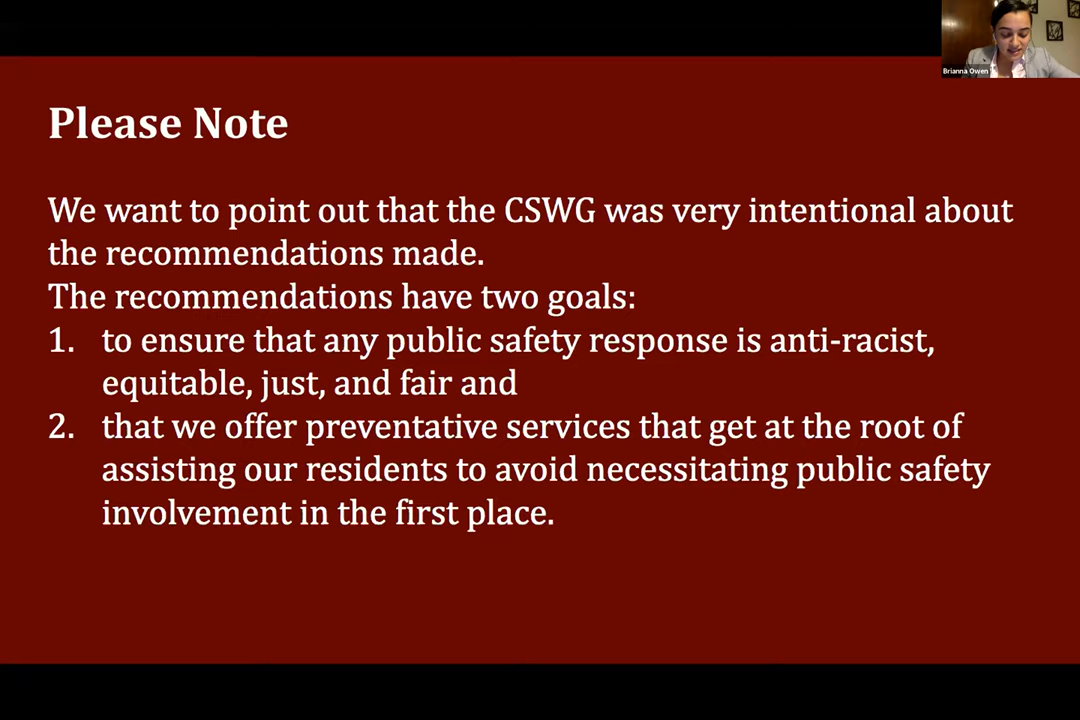 Brianna Owen
Please Note
We want to point out that the CSWG was very intentional about
the recommendations made.
The recommendations have two goals:
1. to ensure that any public safety response is anti-racist,
equitable, just, and fair and
2. that we offer preventative services that get at the root of
assisting our residents to avoid necessitating public safety
involvement in the first place.